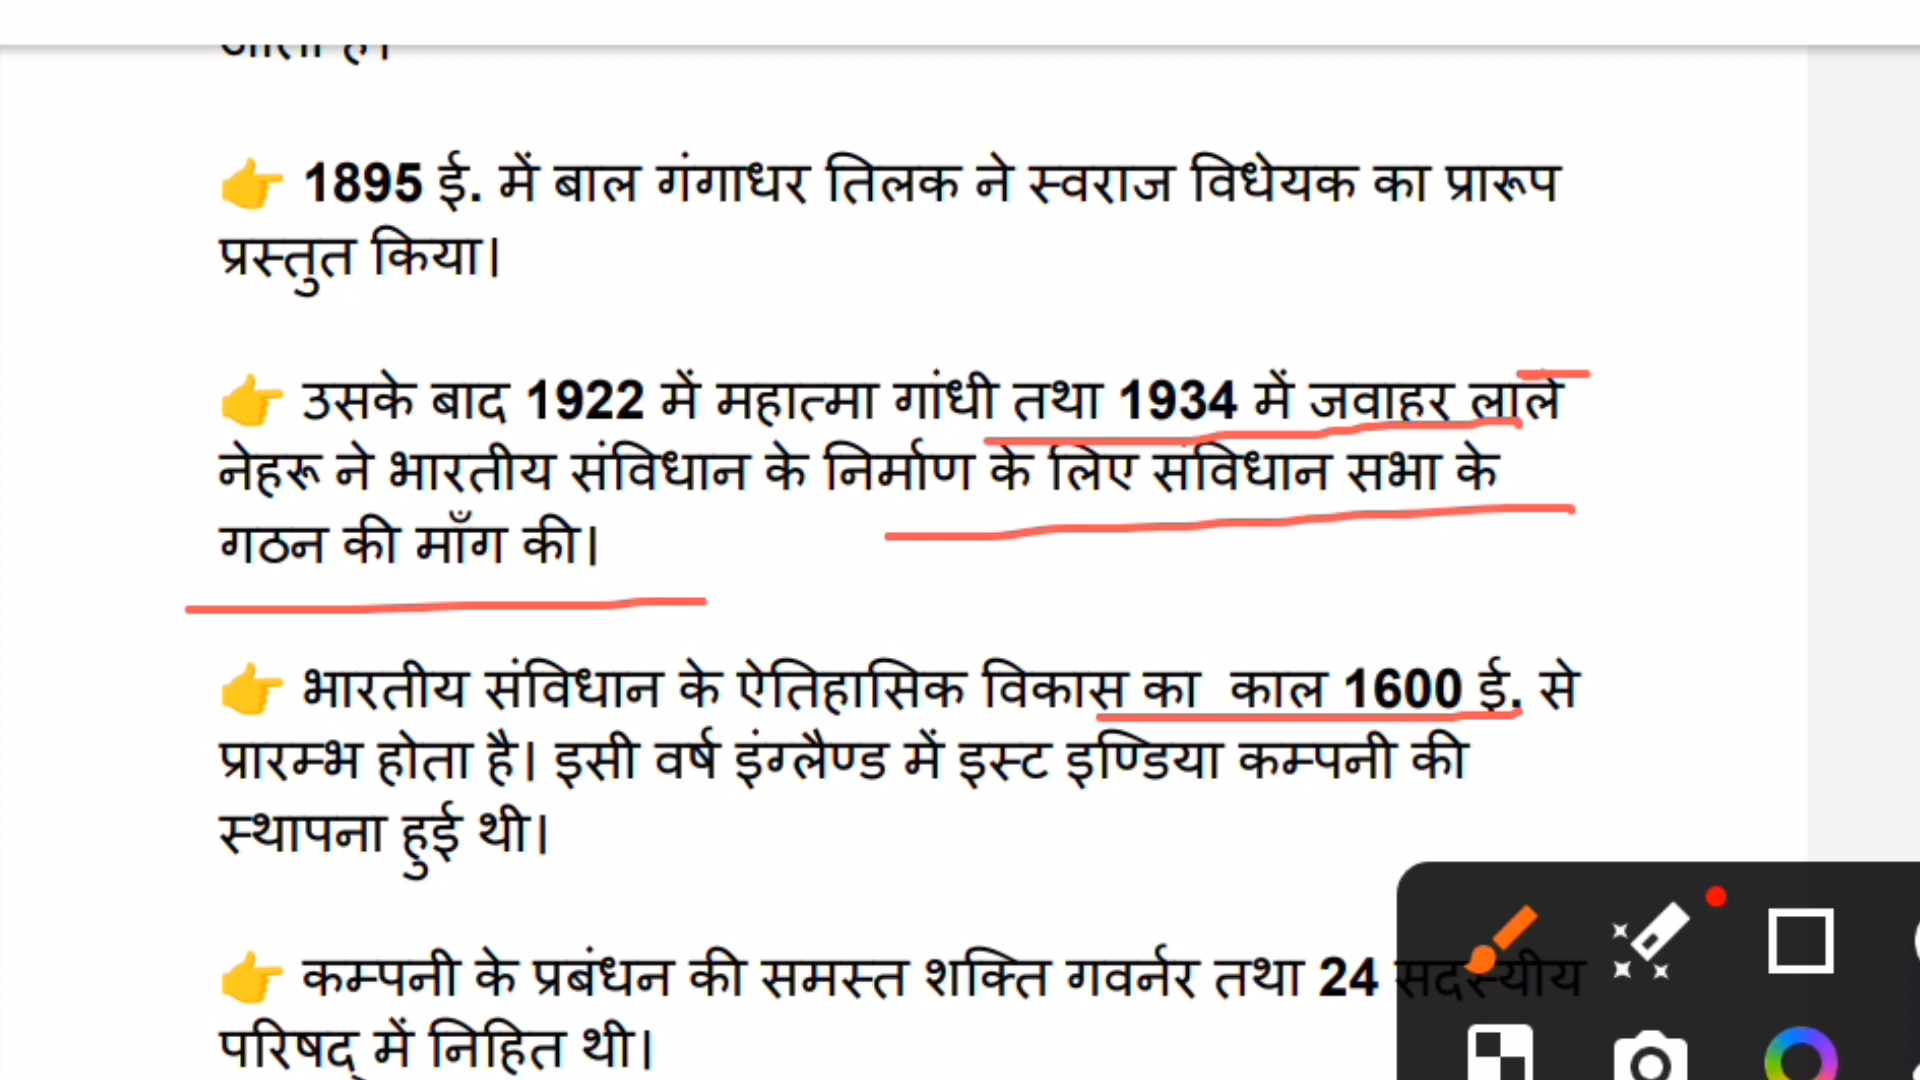 👉 1895 ई. में बाल गंगाधर तिलक ने स्वराज विधेयक का प्रारूप
प्रस्तुत किया।
👉 उसके बाद 1922 में महात्मा गांधी तथा 1934 में जवाहर लाल
नेहरू ने भारतीय संविधान के निर्माण के लिए संविधान सभा के
गठन की माँग की।
👉 भारतीय संविधान के ऐतिहासिक विकास का काल 1600 ई. से
प्रारम्भ होता है। इसी वर्ष इंग्लैण्ड में इस्ट इण्डिया कम्पनी की
स्थापना हुई थी।
👉 कम्पनी के प्रबंधन की समस्त शक्ति गवर्नर तथा 24 सदस्यीय
परिषद् में निहित थी।